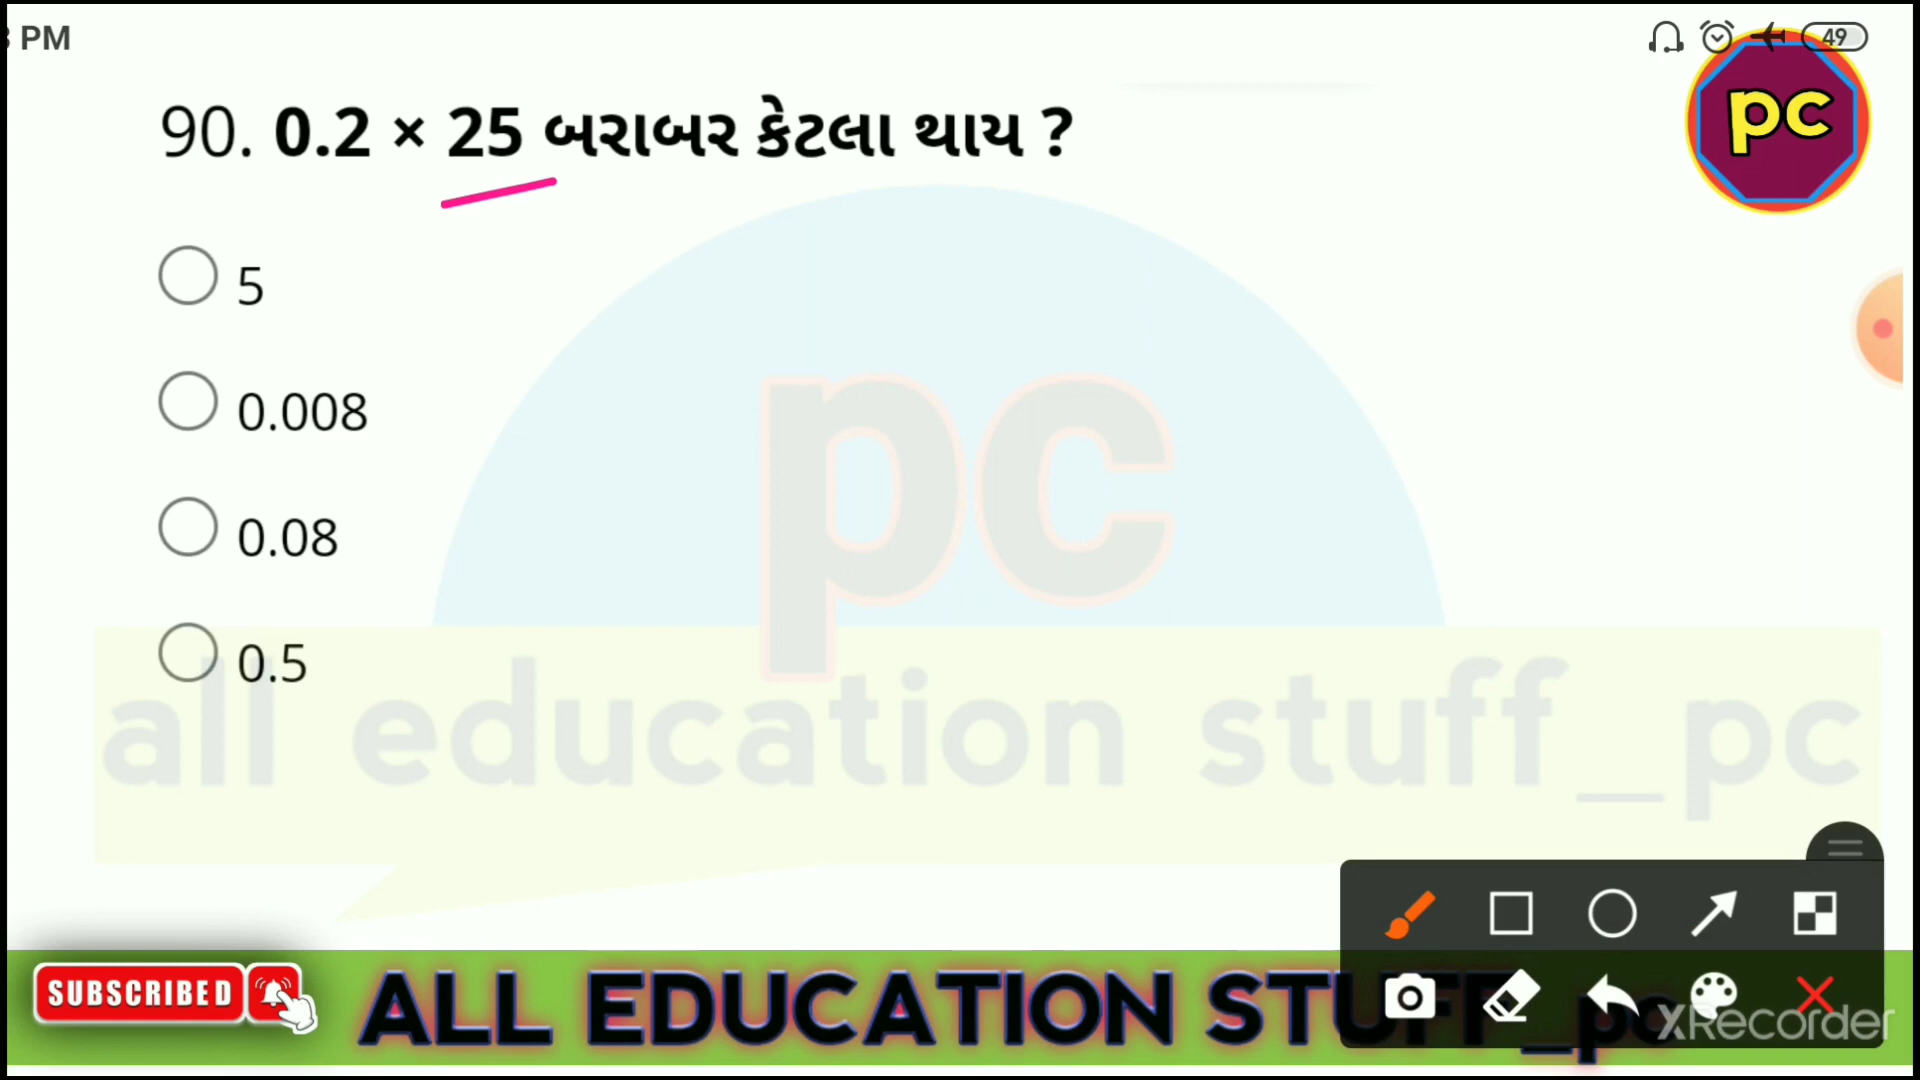 PM
49
pc
90. 0.2 × 25 બરાબર કેટલા થાય ?
5
0.008
0.08
0.5
pc
all education stuff_pc
SUBSCRIBED
ALL EDUCATION STUFF_pc
XRecorder